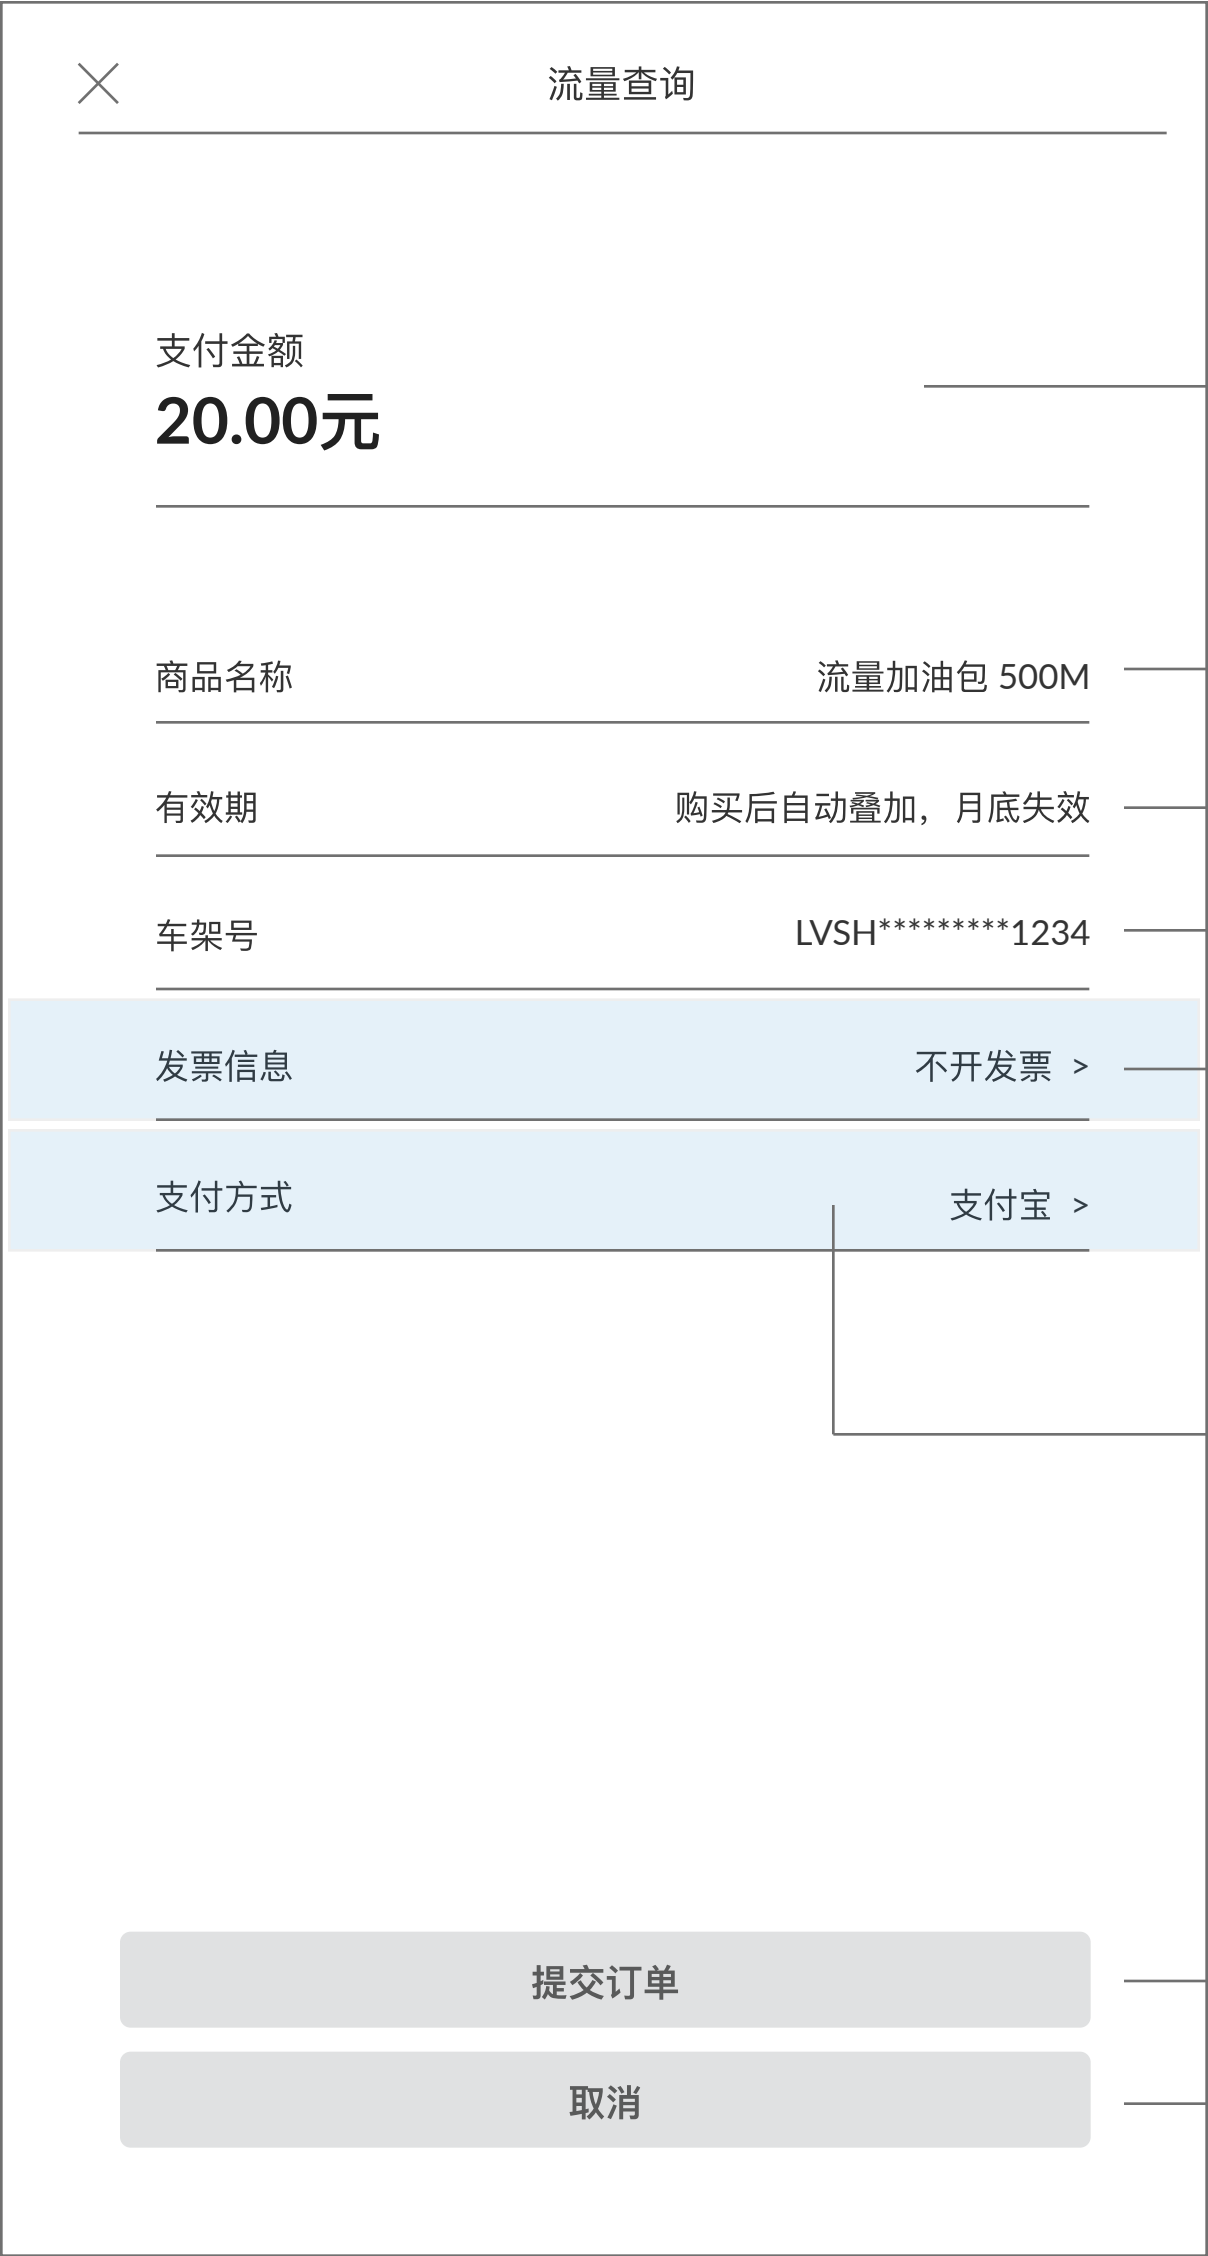 流量查询
支付金额
20.00元
商品名称 流量加油包 500M
有效期 购买后自动叠加，月底失效
车架号 LVSH*********1234
发票信息 不开发票 >
支付方式 支付宝 >
提交订单
取消